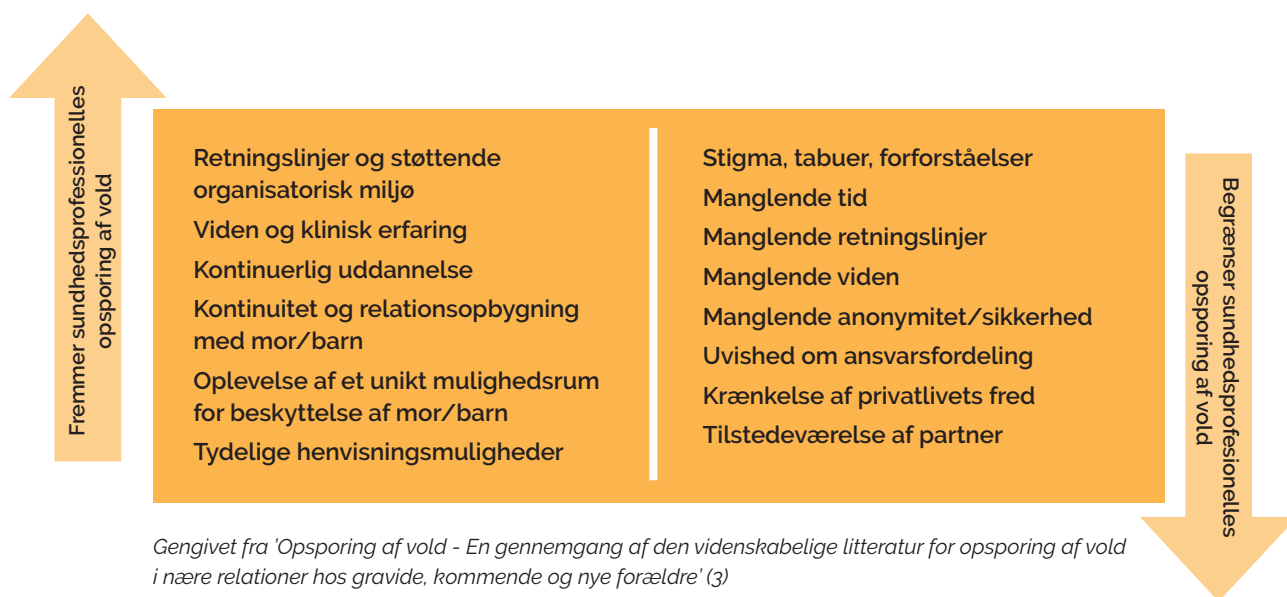 Fremmer sundhedsprofessionelles
opsporing af vold
Retningslinjer og støttende
organisatorisk miljø
Viden og klinisk erfaring
Kontinuerlig uddannelse
Kontinuitet og relationsopbygning
med mor/barn
Oplevelse af et unikt mulighedsrum
for beskyttelse af mor/barn
Tydelige henvisningsmuligheder
Stigma, tabuer, forforståelser
Manglende tid
Manglende retningslinjer
Manglende viden
Manglende anonymitet/sikkerhed
Uvished om ansvarsfordeling
Krænkelse af privatlivets fred
Tilstedeværelse af partner
Begrænser sundhedsprofesionelles
opsporing af vold
Gengivet fra 'Opsporing af vold - En gennemgang af den videnskabelige litteratur for opsporing af vold
i nære relationer hos gravide, kommende og nye forældre' (3)